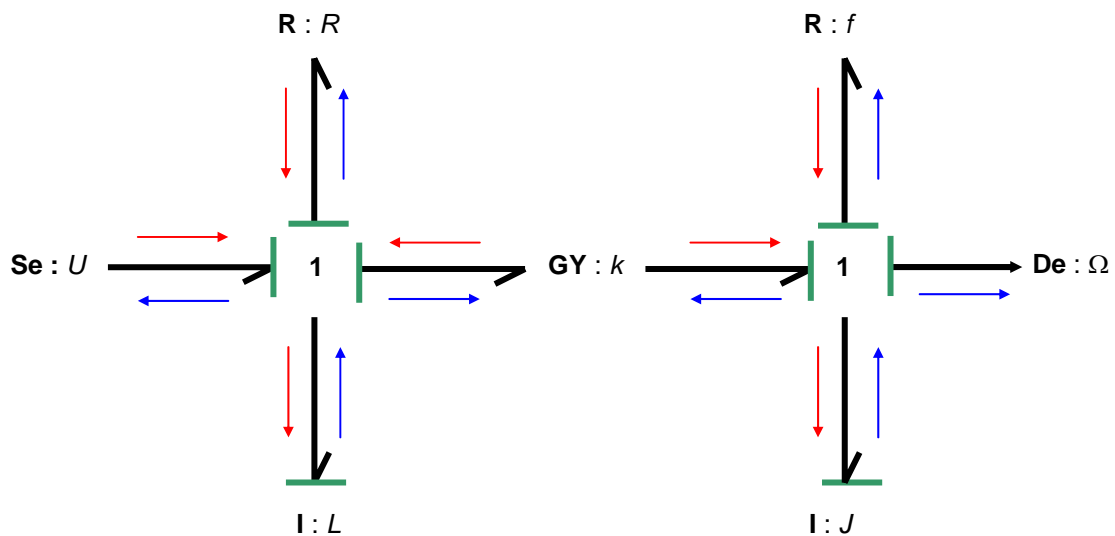 R : R
R : f
Se : U
1
GY : k
1
De : Ω
I : L
I : J